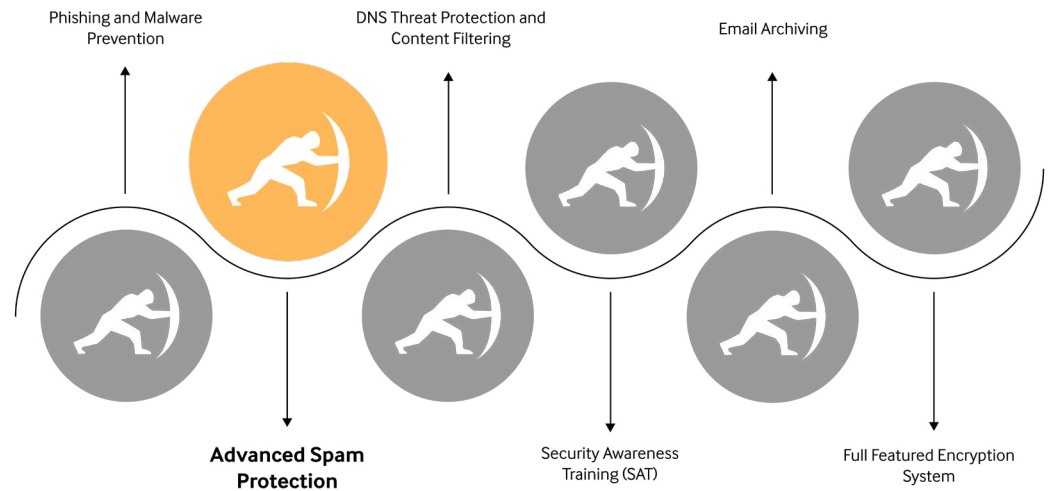 Phishing and Malware
Prevention
DNS Threat Protection and
Content Filtering
Email Archiving
Advanced Spam
Protection
Security Awareness
Training (SAT)
Full Featured Encryption
System